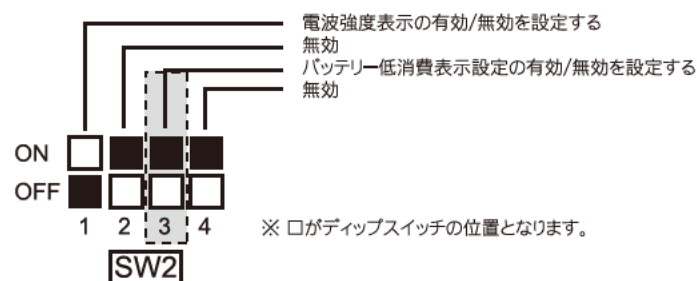 電波強度表示の有効/無効を設定する
無効
バッテリー低消費表示設定の有効/無効を設定する
無効
ON
OFF
1 2 3 4 ※ □がディップスイッチの位置となります。
SW2